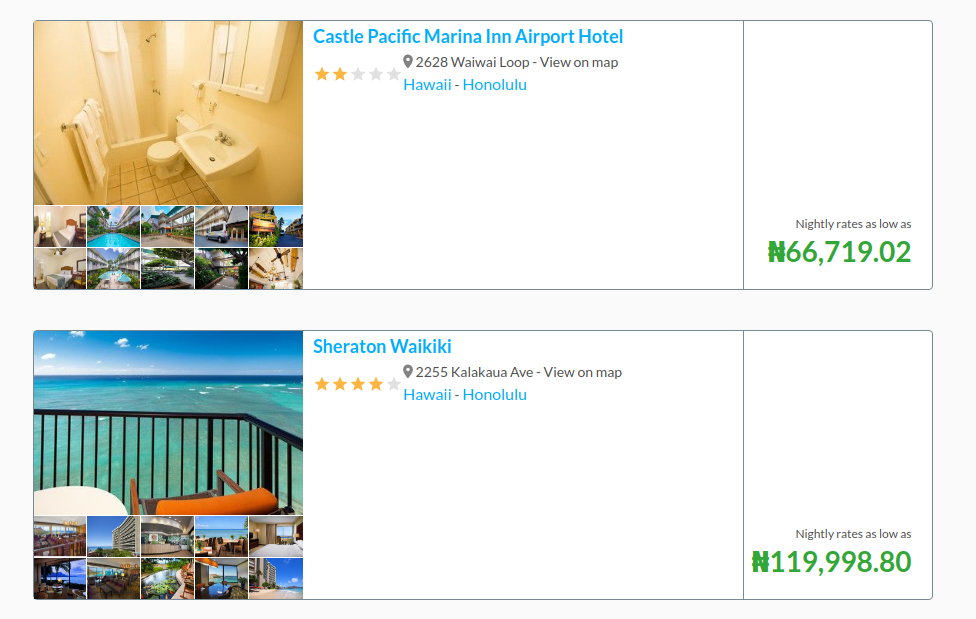 Castle Pacific Marina Inn Airport Hotel
2628 Waiwai Loop - View on map
Hawaii - Honolulu
Nightly rates as low as
₦66,719.02
Sheraton Waikiki
2255 Kalakaua Ave - View on map
Hawaii - Honolulu
Nightly rates as low as
₦119,998.80